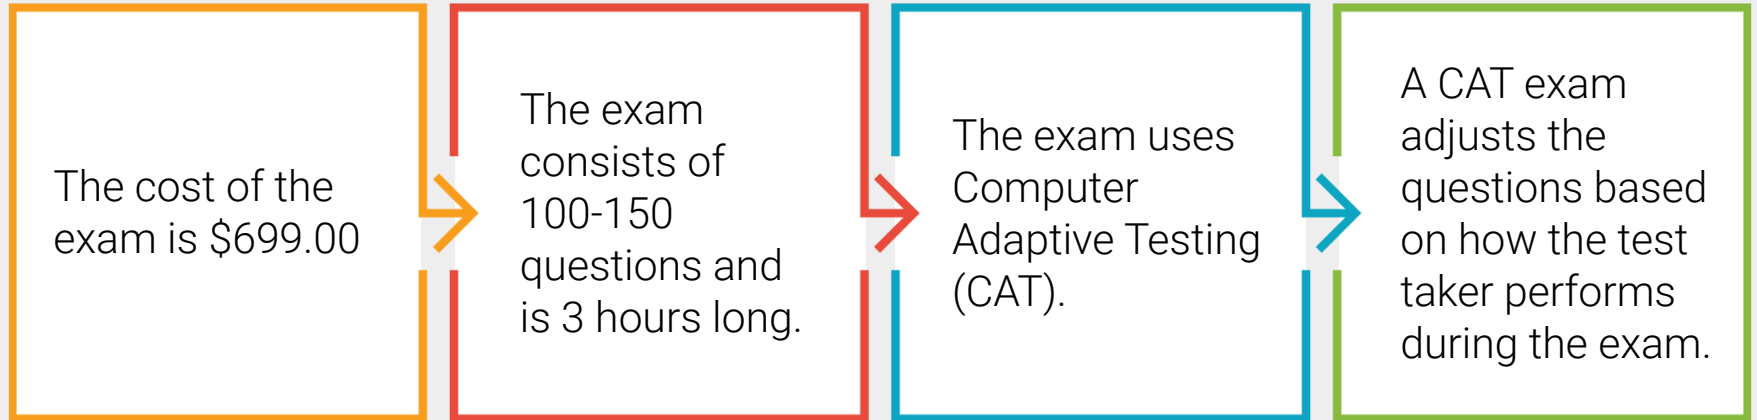 The cost of the
exam is $699.00
The exam
consists of
100-150
questions and
is 3 hours long.
The exam uses
Computer
Adaptive Testing
(CAT).
A CAT exam
adjusts the
questions based
on how the test
taker performs
during the exam.